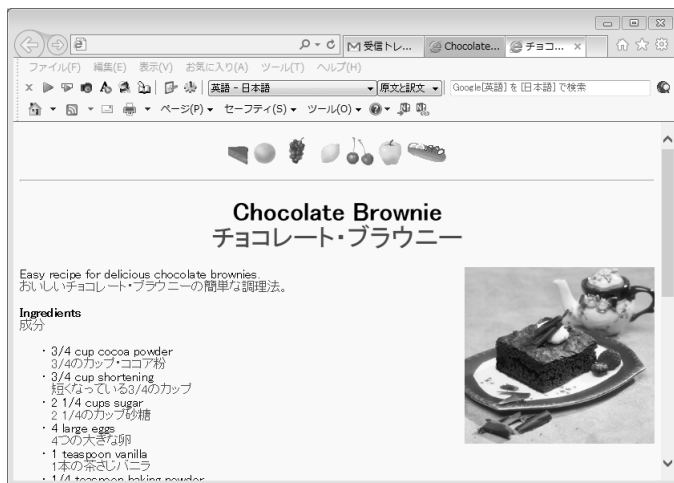 受信トレ...
Chocolate...
チョコ...
ファイル(F) 編集(E) 表示(V) お気に入り(A) ツール(T) ヘルプ(H)
英語 - 日本語
原文と訳文
Google[英語] を [日本語] で検索
ページ(P) セーフティ(S) ツール(O)
Chocolate Brownie
チョコレート・ブラウニー
Easy recipe for delicious chocolate brownies.
おいしいチョコレート・ブラウニーの簡単な調理法。
Ingredients
成分
・3/4 cup cocoa powder
3/4のカップ・ココア粉
・3/4 cup shortening
短くなっている3/4のカップ
・2 1/4 cups sugar
2 1/4のカップ砂糖
・4 large eggs
4つの大きな卵
・1 teaspoon vanilla
1本の茶さじバニラ
・1/4 teaspoon baking powder